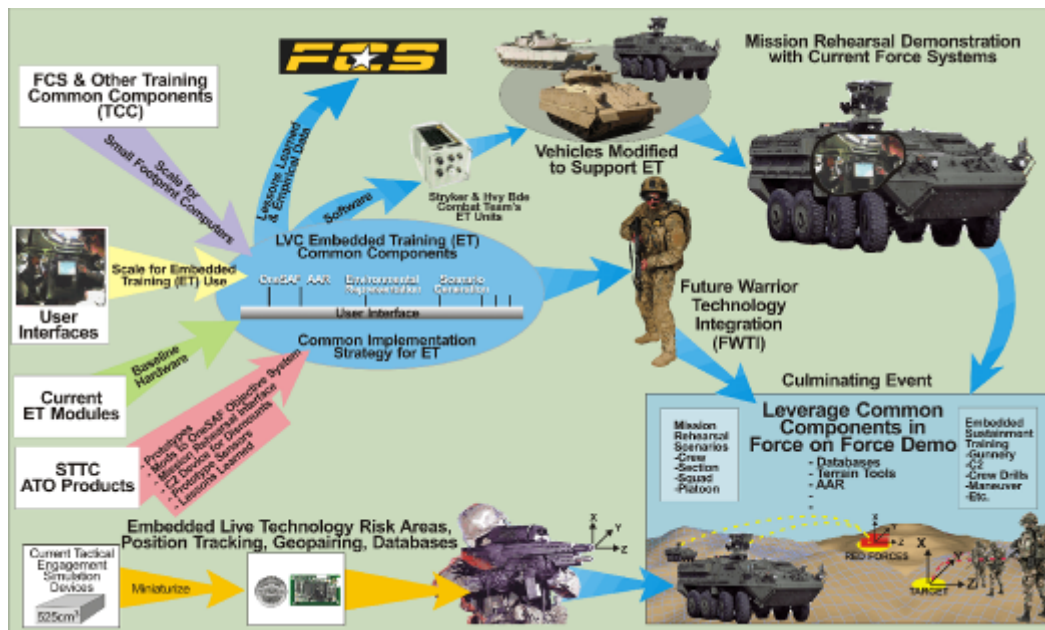 FCS & Other Training
Common Components
(TCC)
Scale for
Small Footprint Computers
Lessons Learned
& Empirical Data
FCS
Software
Stryker & Hvy Bde
Combat Team's
ET Units
Vehicles Modified
to Support ET
Mission Rehearsal Demonstration
with Current Force Systems
User
Interfaces
Scale for Embedded
Training (ET) Use
LVC Embedded Training (ET)
Common Components
OneSAF
AAR
Environmental
Representation
Scenario
Generation
User Interface
Common Implementation
Strategy for ET
Future Warrior
Technology
Integration
(FWTI)
Current
ET Modules
Baseline
Hardware
STTC
ATO Products
- Prototypes
- Mods to OneSAF Objective System
- Mission Rehearsal Interface
- C2 Device for Dismounts
- Prototype Sensors
- Lessons Learned
Culminating Event
Leverage Common
Components in
Force on Force Demo
- Databases
- Terrain Tools
- AAR
-
-
Mission
Rehearsal
Scenarios
-Crew
-Section
-Squad
-Platoon
Embedded
Sustainment
Training
-Gunnery
-C2
-Crew Drills
-Maneuver
-Etc.
Embedded Live Technology Risk Areas,
Position Tracking, Geopairing, Databases
Current Tactical
Engagement
Simulation
Devices
525cm³
Miniaturize
X
Y
Z
X
Y
Z
RED FORCES
X
Y
Z
TARGET